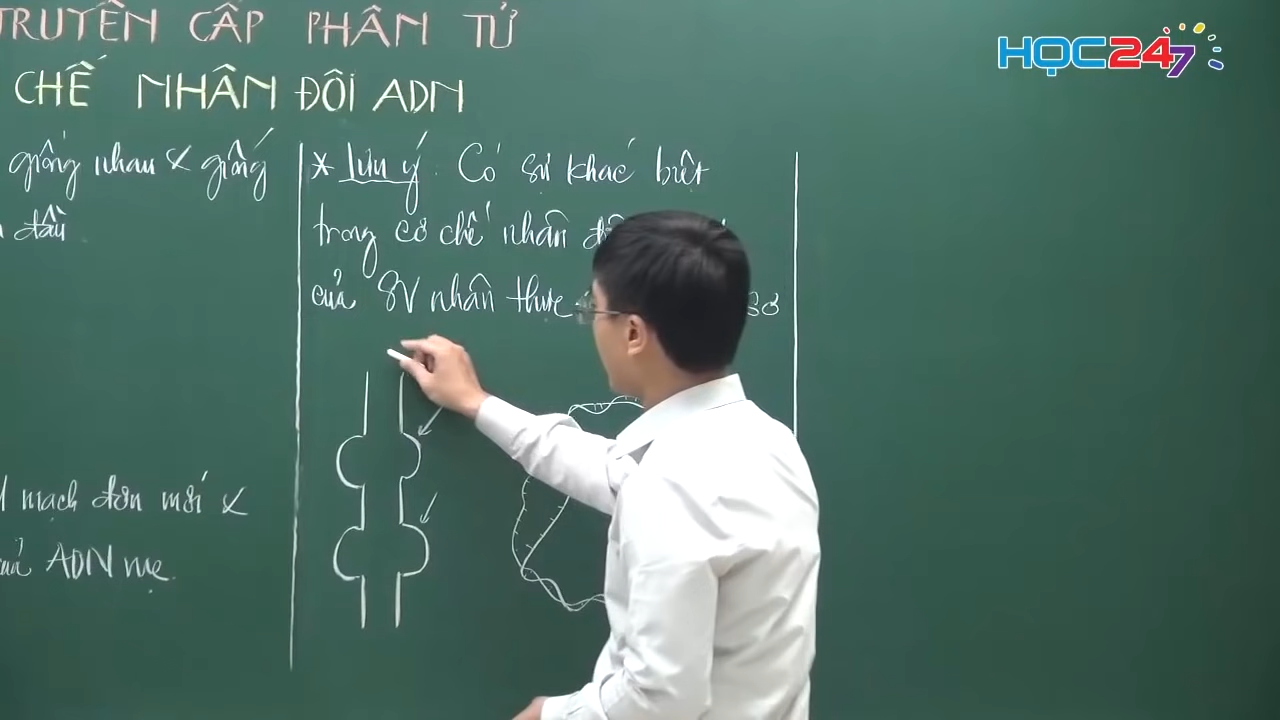 TRUYỀN CẤP PHÂN TỬ
CHẾ NHÂN ĐÔI ADN
HỌC247
giống nhau & giống
đầu
mạch đơn mới &
ADN mẹ.
* Lưu ý: Có sự khác biệt
trong cơ chế nhân
của SV nhân thực sơ